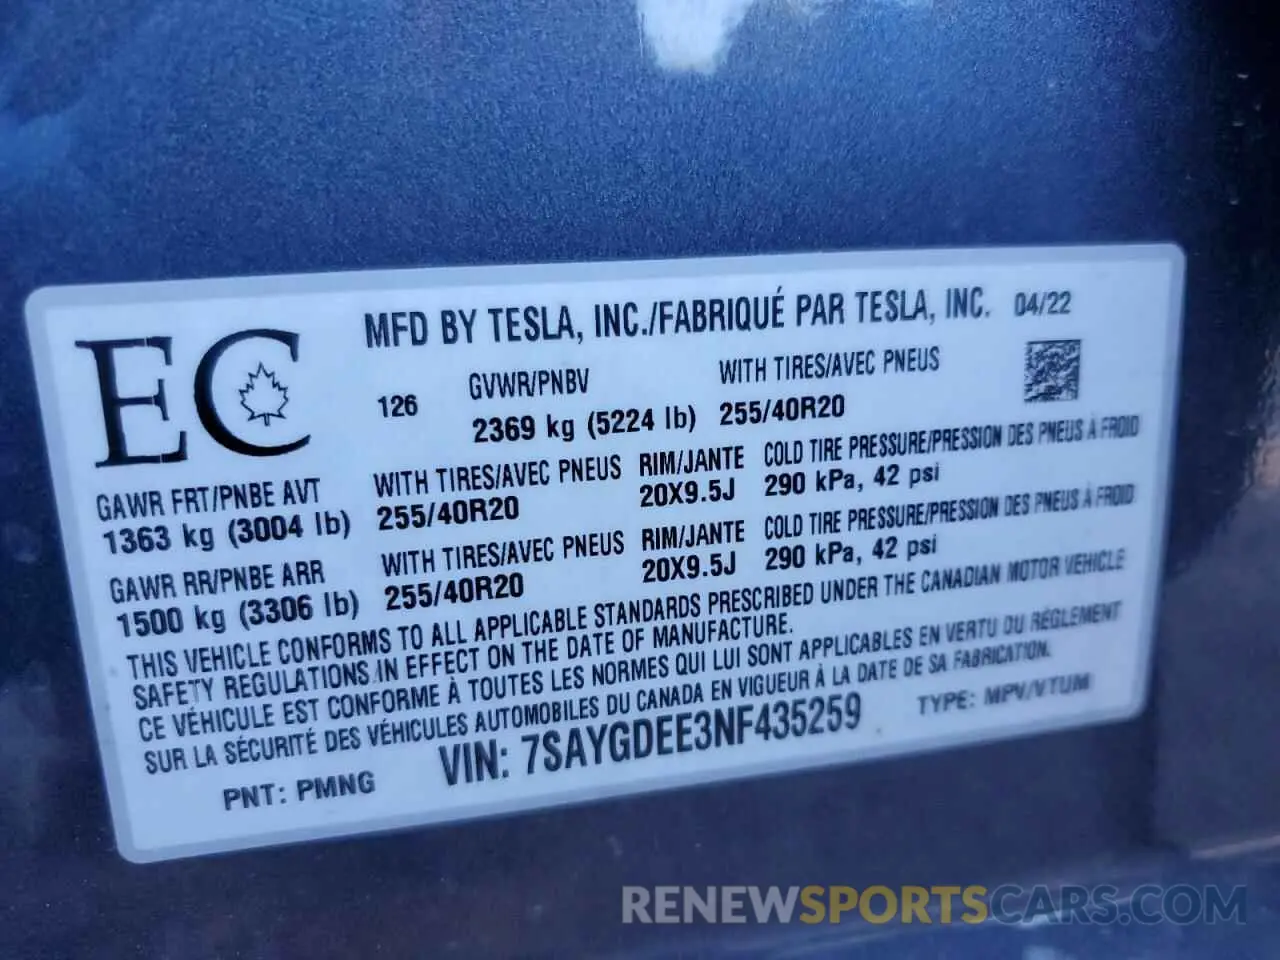 EC
MFD BY TESLA, INC./FABRIQUÉ PAR TESLA, INC. 04/22
126 GVWR/PNBV WITH TIRES/AVEC PNEUS
2369 kg (5224 lb) 255/40R20
GAWR FRT/PNBE AVT WITH TIRES/AVEC PNEUS RIM/JANTE COLD TIRE PRESSURE/PRESSION DES PNEUS À FROID
1363 kg (3004 lb) 255/40R20 20X9.5J 290 kPa, 42 psi
GAWR RR/PNBE ARR WITH TIRES/AVEC PNEUS RIM/JANTE COLD TIRE PRESSURE/PRESSION DES PNEUS À FROID
1500 kg (3306 lb) 255/40R20 20X9.5J 290 kPa, 42 psi
THIS VEHICLE CONFORMS TO ALL APPLICABLE STANDARDS PRESCRIBED UNDER THE CANADIAN MOTOR VEHICLE
SAFETY REGULATIONS IN EFFECT ON THE DATE OF MANUFACTURE.
CE VÉHICULE EST CONFORME À TOUTES LES NORMES QUI LUI SONT APPLICABLES EN VERTU DU RÉGLEMENT
SUR LA SÉCURITÉ DES VÉHICULES AUTOMOBILES DU CANADA EN VIGUEUR À LA DATE DE SA FABRICATION.
PNT: PMNG VIN: 7SAYGDEE3NF435259 TYPE: MPV/VTUM
RENEWSPORTSCARS.COM